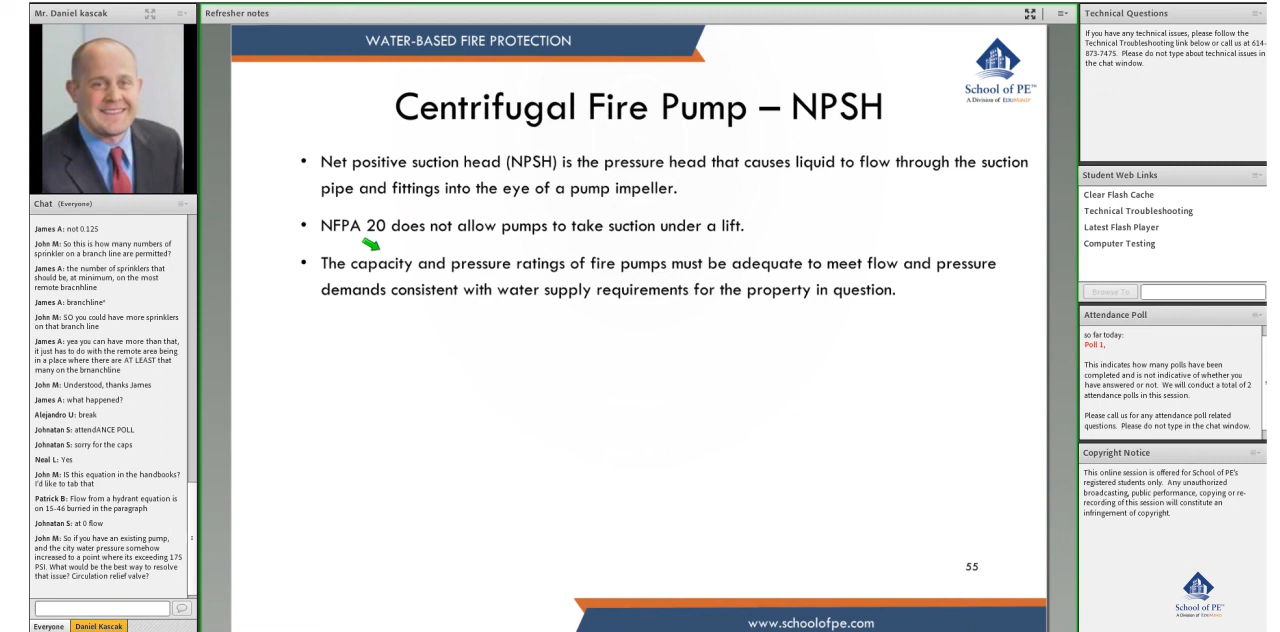 Mr. Daniel kascak
Chat (Everyone)
James A: not 0.125
John M: So this is how many numbers of
sprinkler on a branch line are permitted?
James A: the number of sprinklers that
should be, at minimum, on the most
remote bracnhline
James A: branchline*
John M: SO you could have more sprinklers
on that branch line
James A: yea you can have more than that,
it just has to do with the remote area being
in a place where there are AT LEAST that
many on the brnanchline
John M: Understood, thanks James
James A: what happened?
Alejandro U: break
Johnatan S: attendANCE POLL
Johnatan S: sorry for the caps
Neal L: Yes
John M: IS this equation in the handbooks?
I'd like to tab that
Patrick B: Flow from a hydrant equation is
on 15-46 burried in the paragraph
Johnatan S: at 0 flow
John M: So if you have an existing pump,
and the city water pressure somehow
increased to a point where its exceeding 175
PSI. What would be the best way to resolve
that issue? Circulation relief valve?
Everyone
Daniel Kascak
Refresher notes
WATER-BASED FIRE PROTECTION
School of PE™
A Division of EDUMIND
Centrifugal Fire Pump – NPSH
• Net positive suction head (NPSH) is the pressure head that causes liquid to flow through the suction
pipe and fittings into the eye of a pump impeller.
• NFPA 20 does not allow pumps to take suction under a lift.
• The capacity and pressure ratings of fire pumps must be adequate to meet flow and pressure
demands consistent with water supply requirements for the property in question.
55
www.schoolofpe.com
Technical Questions
If you have any technical issues, please follow the
Technical Troubleshooting link below or call us at 614-
873-7475. Please do not type about technical issues in
the chat window.
Student Web Links
Clear Flash Cache
Technical Troubleshooting
Latest Flash Player
Computer Testing
Browse To
Attendance Poll
so far today:
Poll 1,
This indicates how many polls have been
completed and is not indicative of whether you
have answered or not. We will conduct a total of 2
attendance polls in this session.
Please call us for any attendance poll related
questions. Please do not type in the chat window.
Copyright Notice
This online session is offered for School of PE's
registered students only. Any unauthorized
broadcasting, public performance, copying or re-
recording of this session will constitute an
infringement of copyright.
School of PE™
A Division of EDUMIND